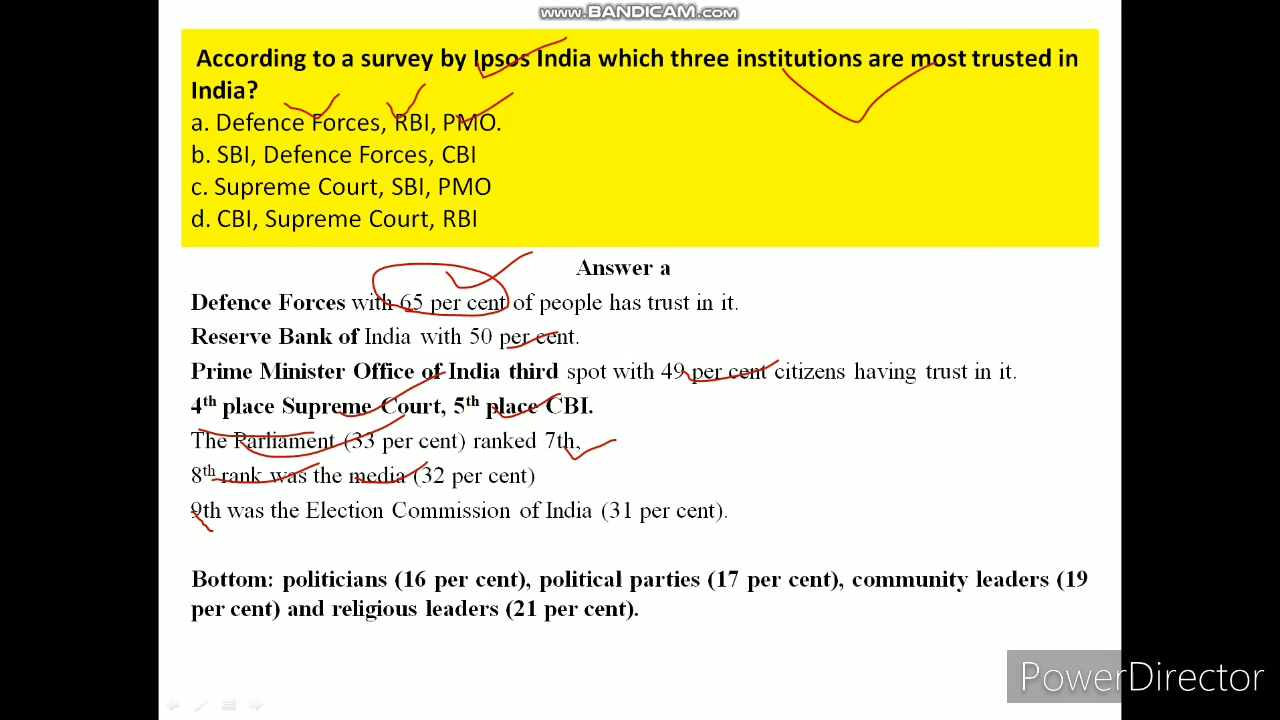 www.BANDICAM.com
According to a survey by Ipsos India which three institutions are most trusted in
India?
a. Defence Forces, RBI, PMO.
b. SBI, Defence Forces, CBI
c. Supreme Court, SBI, PMO
d. CBI, Supreme Court, RBI
Answer a
Defence Forces with 65 per cent of people has trust in it.
Reserve Bank of India with 50 per cent.
Prime Minister Office of India third spot with 49 per cent citizens having trust in it.
4th place Supreme Court, 5th place CBI.
The Parliament (33 per cent) ranked 7th,
8th rank was the media (32 per cent)
9th was the Election Commission of India (31 per cent).
Bottom: politicians (16 per cent), political parties (17 per cent), community leaders (19
per cent) and religious leaders (21 per cent).
PowerDirector